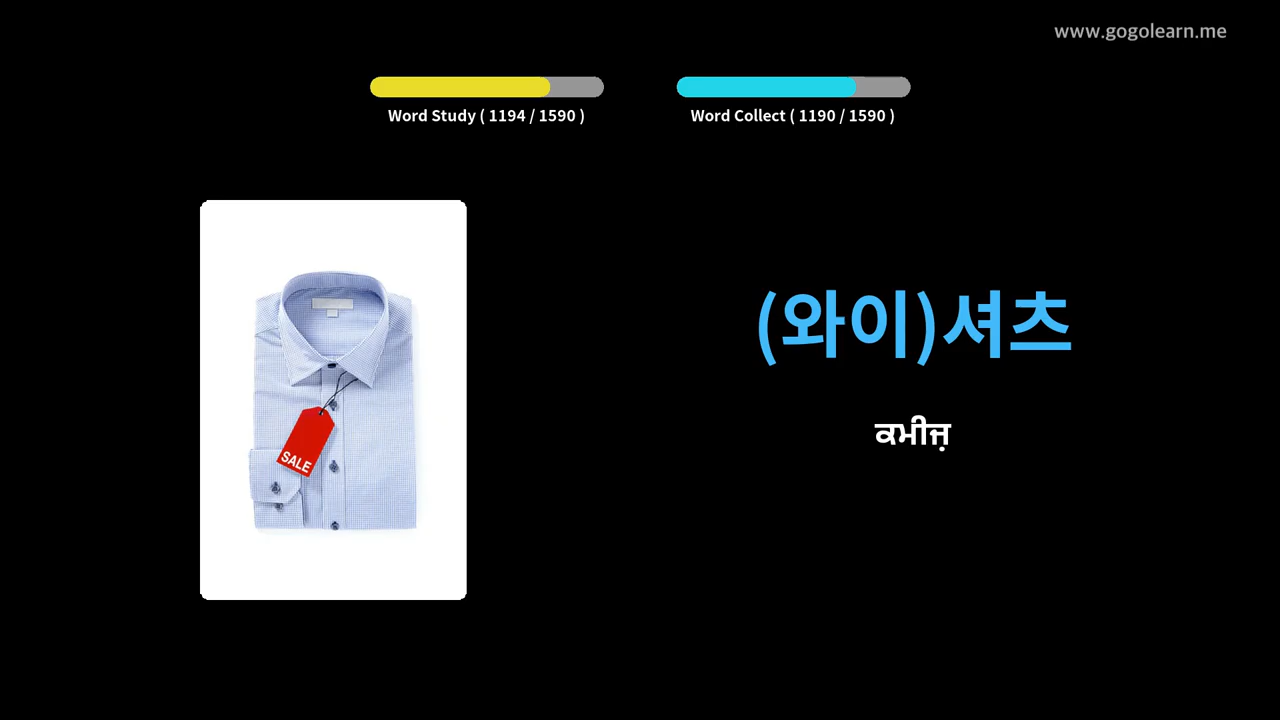 www.gogolearn.me
Word Study ( 1194 / 1590 )
Word Collect ( 1190 / 1590 )
(와이)셔츠
SALE
ਕਮੀਜ਼